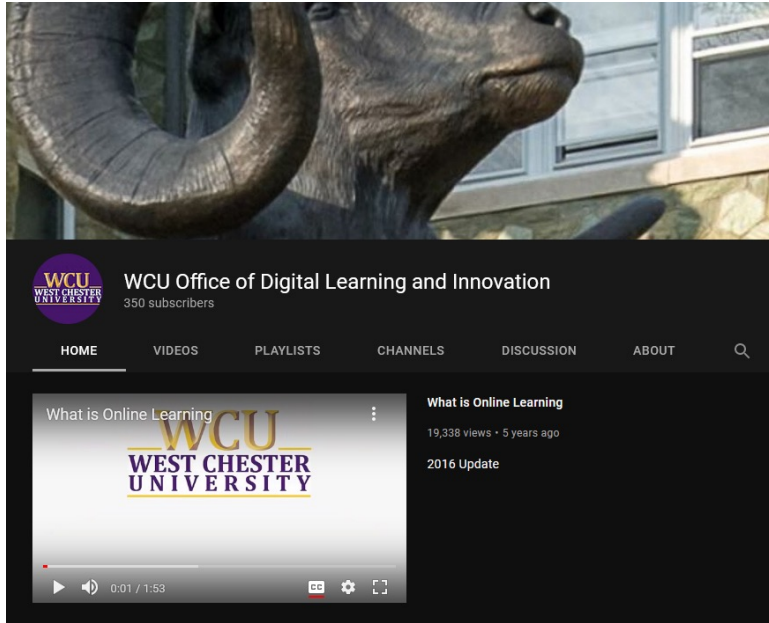 WCU
WEST CHESTER
UNIVERSITY
WCU Office of Digital Learning and Innovation
350 subscribers
HOME VIDEOS PLAYLISTS CHANNELS DISCUSSION ABOUT
What is Online Learning
WCU
WEST CHESTER
UNIVERSITY
0:01 / 1:53
CC
What is Online Learning
19,338 views • 5 years ago
2016 Update